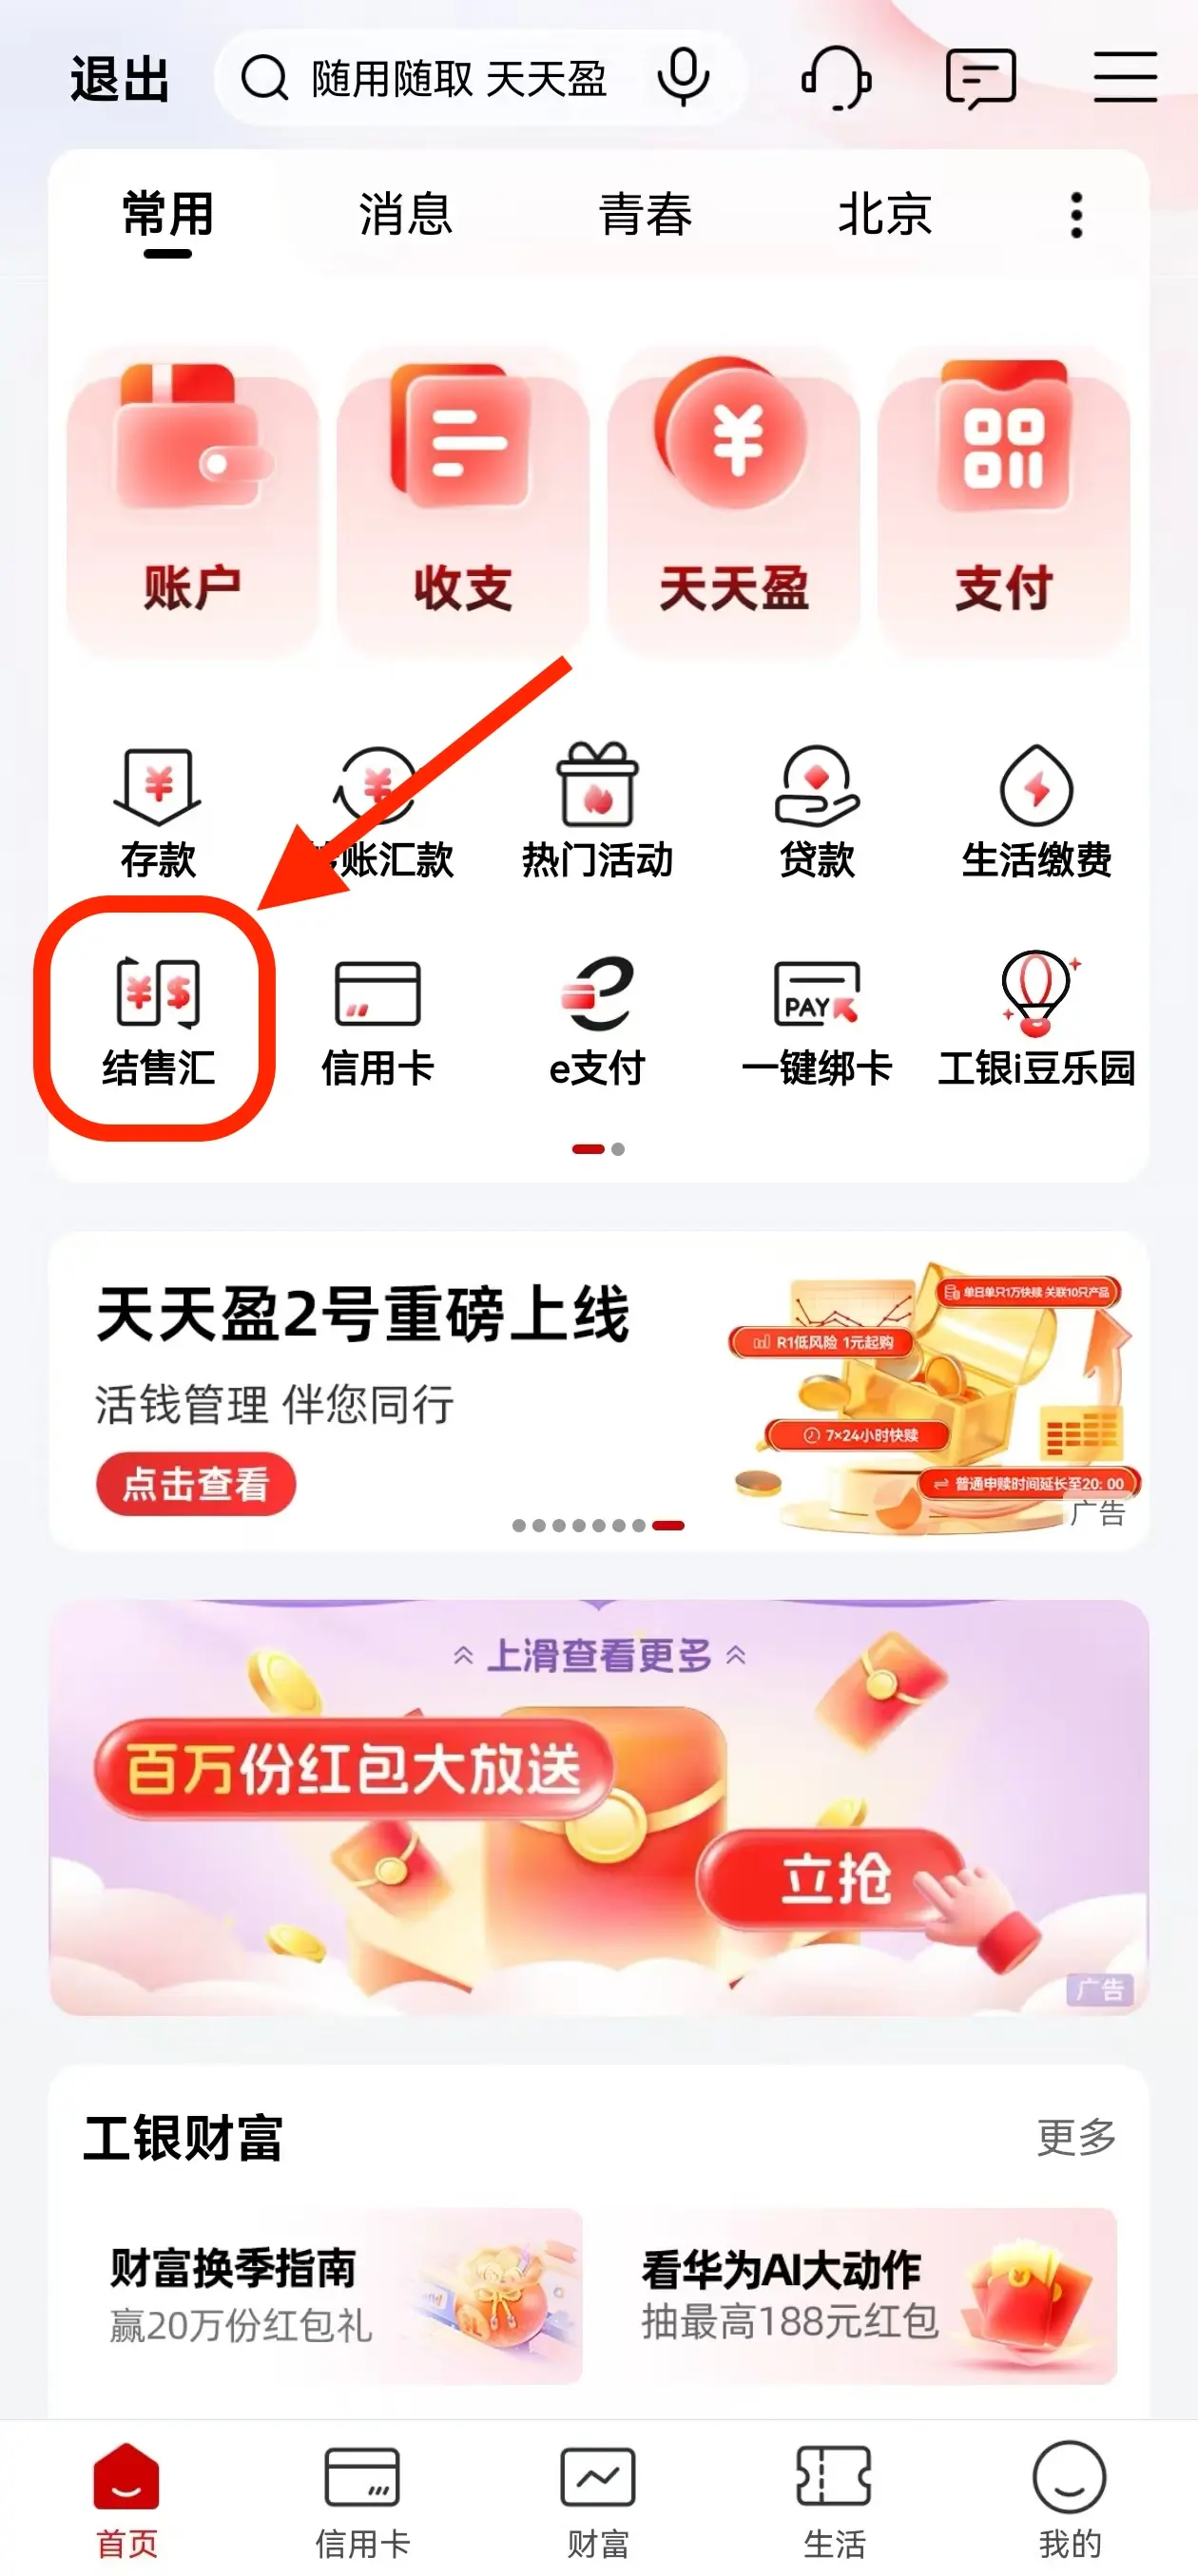 退出 随用随取 天天盈
常用 消息 青春 北京
账户 收支 天天盈 支付
存款 账汇款 热门活动 贷款 生活缴费
结售汇 信用卡 e支付 一键绑卡 工银i豆乐园
PAY
天天盈2号重磅上线
活钱管理 伴您同行
点击查看
单日单只1万快赎 关联10只产品
R1低风险 1元起购
7×24小时快赎
普通申赎时间延长至20: 00
广告
上滑查看更多
百万份红包大放送
立抢
广告
工银财富 更多
财富换季指南
赢20万份红包礼
看华为AI大动作
抽最高188元红包
首页 信用卡 财富 生活 我的